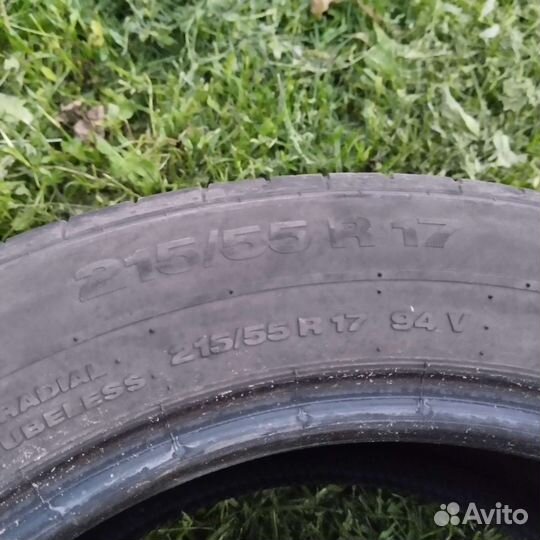 215/55 R 17
215/55 R 17 94 V
RADIAL
UBELESS
Avito